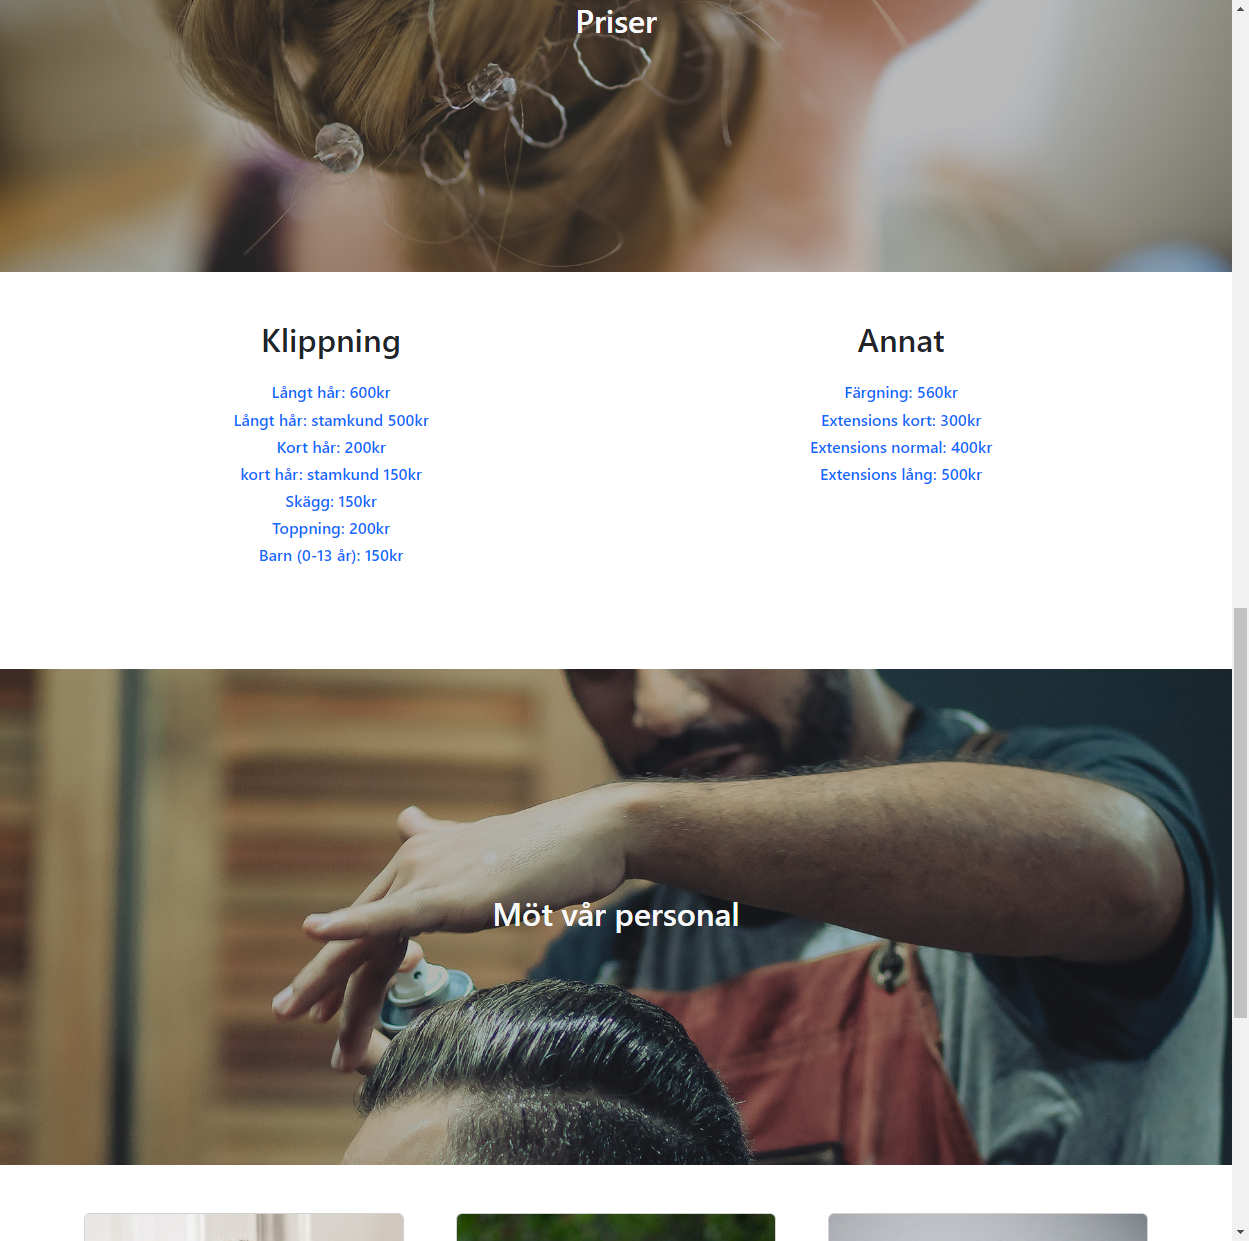 Priser
Klippning
Långt hår: 600kr
Långt hår: stamkund 500kr
Kort hår: 200kr
kort hår: stamkund 150kr
Skägg: 150kr
Toppning: 200kr
Barn (0-13 år): 150kr
Annat
Färgning: 560kr
Extensions kort: 300kr
Extensions normal: 400kr
Extensions lång: 500kr
Möt vår personal